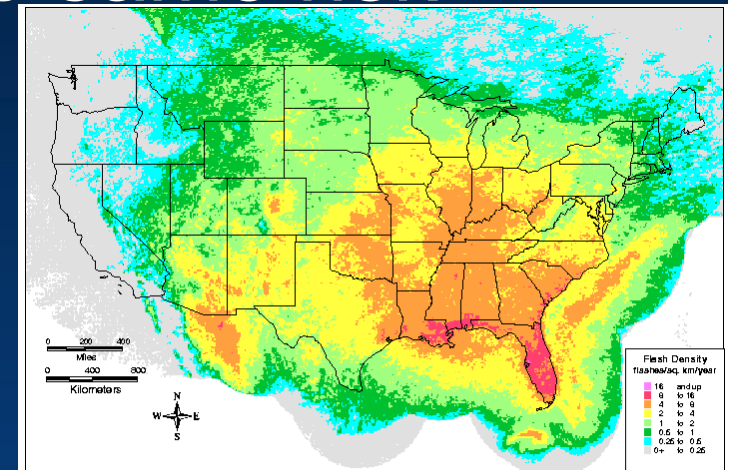 0 200 400
Miles
0 400 800
Kilometers
N
W E
S
Flash Density
flashes/sq. km/year
16 and up
8 to 16
4 to 8
2 to 4
1 to 2
0.5 to 1
0.25 to 0.5
0+ to 0.25